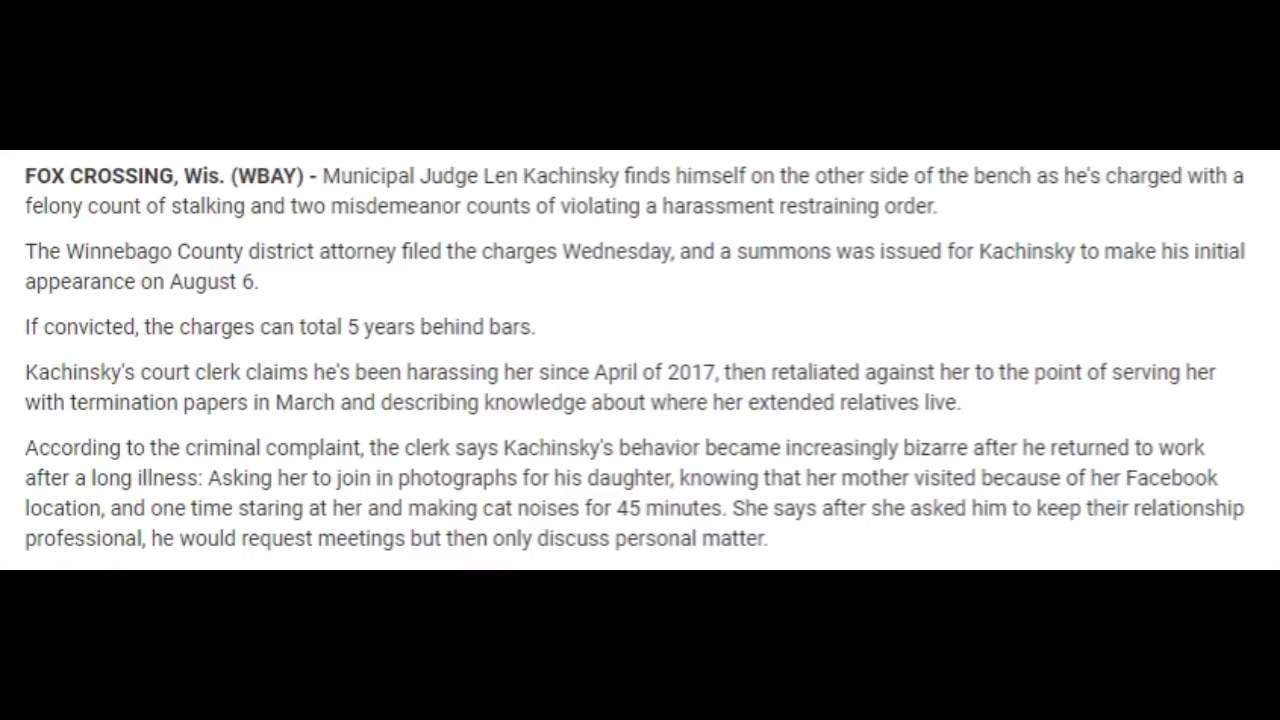 FOX CROSSING, Wis. (WBAY) - Municipal Judge Len Kachinsky finds himself on the other side of the bench as he's charged with a
felony count of stalking and two misdemeanor counts of violating a harassment restraining order.
The Winnebago County district attorney filed the charges Wednesday, and a summons was issued for Kachinsky to make his initial
appearance on August 6.
If convicted, the charges can total 5 years behind bars.
Kachinsky's court clerk claims he's been harassing her since April of 2017, then retaliated against her to the point of serving her
with termination papers in March and describing knowledge about where her extended relatives live.
According to the criminal complaint, the clerk says Kachinsky's behavior became increasingly bizarre after he returned to work
after a long illness: Asking her to join in photographs for his daughter, knowing that her mother visited because of her Facebook
location, and one time staring at her and making cat noises for 45 minutes. She says after she asked him to keep their relationship
professional, he would request meetings but then only discuss personal matter.